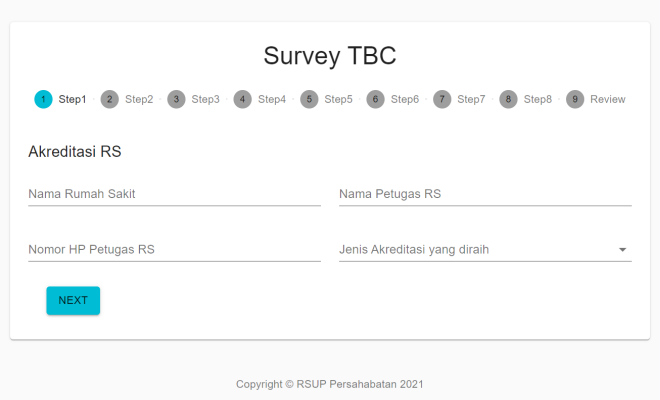 Survey TBC
1 Step1 2 Step2 3 Step3 4 Step4 5 Step5 6 Step6 7 Step7 8 Step8 9 Review
Akreditasi RS
Nama Rumah Sakit Nama Petugas RS
Nomor HP Petugas RS Jenis Akreditasi yang diraih
NEXT
Copyright © RSUP Persahabatan 2021